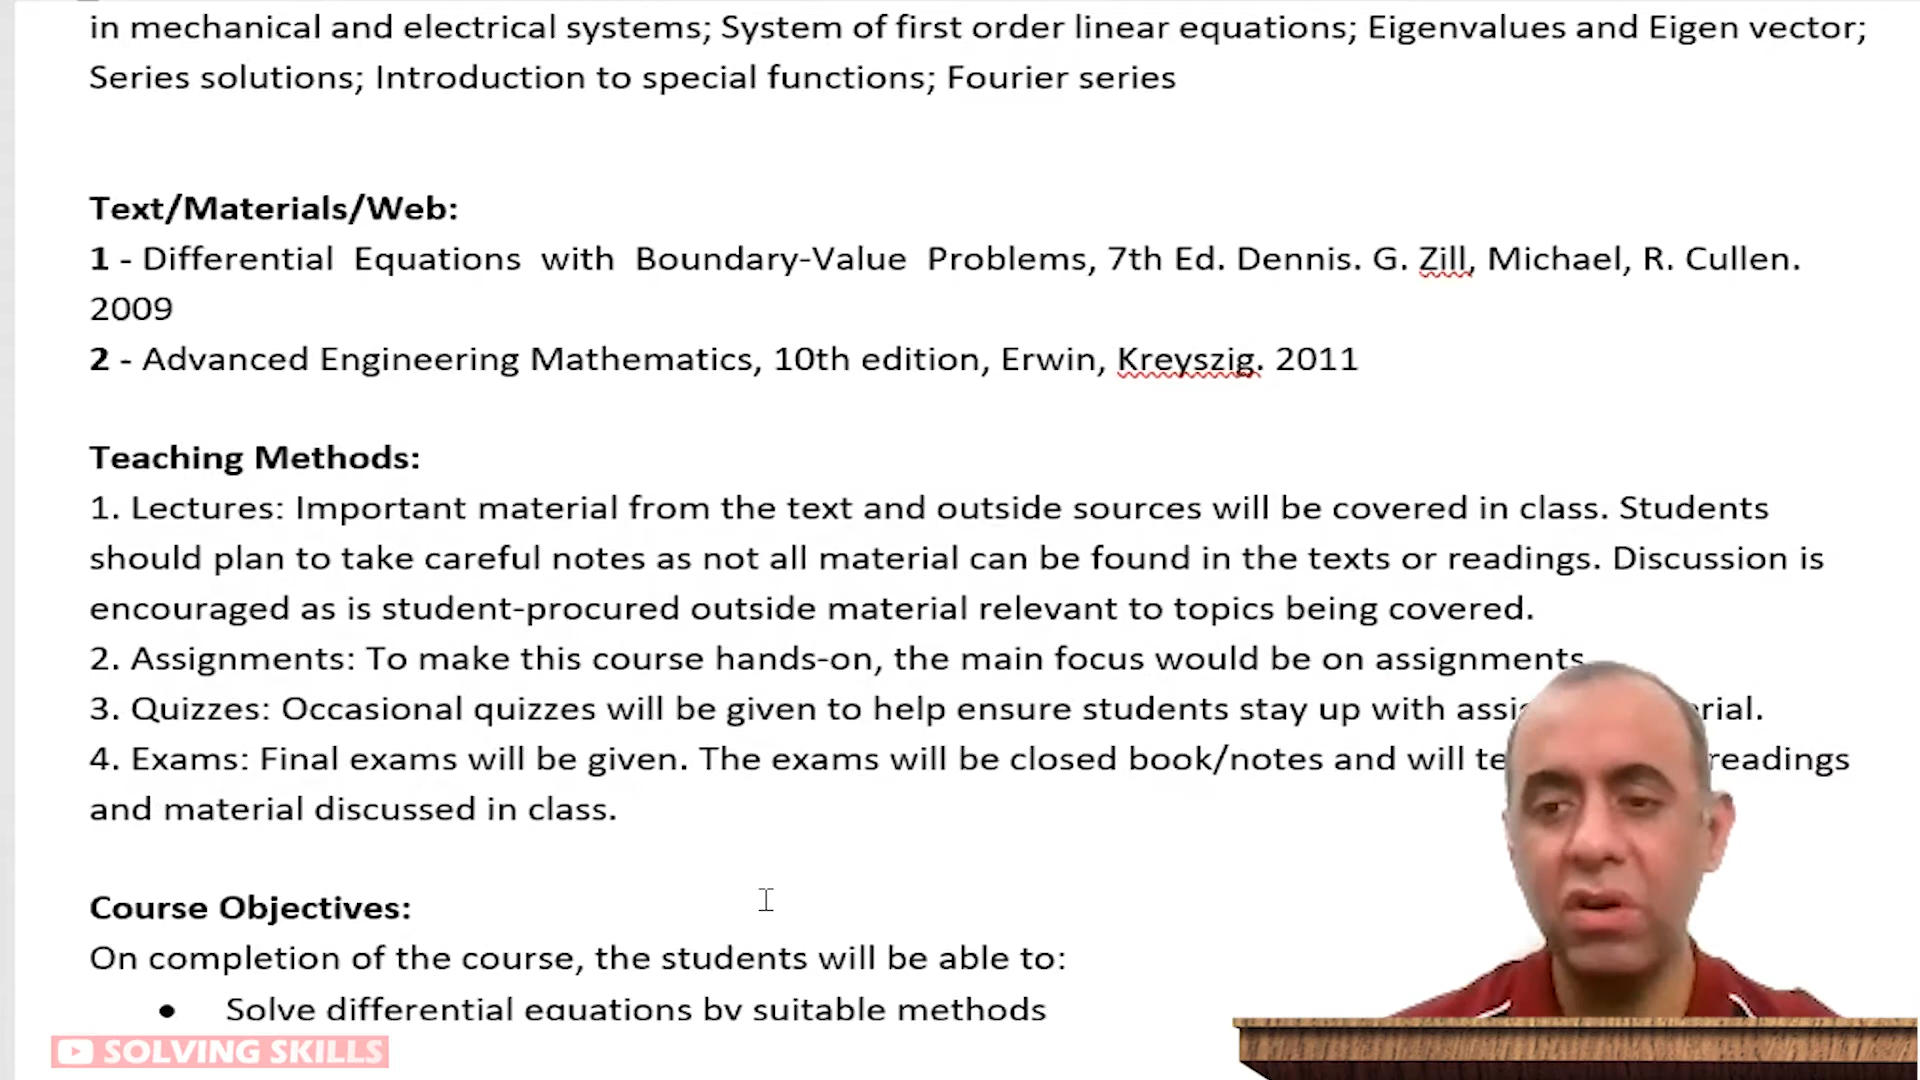 in mechanical and electrical systems; System of first order linear equations; Eigenvalues and Eigen vector;
Series solutions; Introduction to special functions; Fourier series
Text/Materials/Web:
1 - Differential Equations with Boundary-Value Problems, 7th Ed. Dennis. G. Zill, Michael, R. Cullen.
2009
2 - Advanced Engineering Mathematics, 10th edition, Erwin, Kreyszig. 2011
Teaching Methods:
1. Lectures: Important material from the text and outside sources will be covered in class. Students
should plan to take careful notes as not all material can be found in the texts or readings. Discussion is
encouraged as is student-procured outside material relevant to topics being covered.
2. Assignments: To make this course hands-on, the main focus would be on assignments
3. Quizzes: Occasional quizzes will be given to help ensure students stay up with
4. Exams: Final exams will be given. The exams will be closed book/notes and will readings
and material discussed in class.
Course Objectives:
On completion of the course, the students will be able to:
• Solve differential equations by suitable methods
SOLVING SKILLS